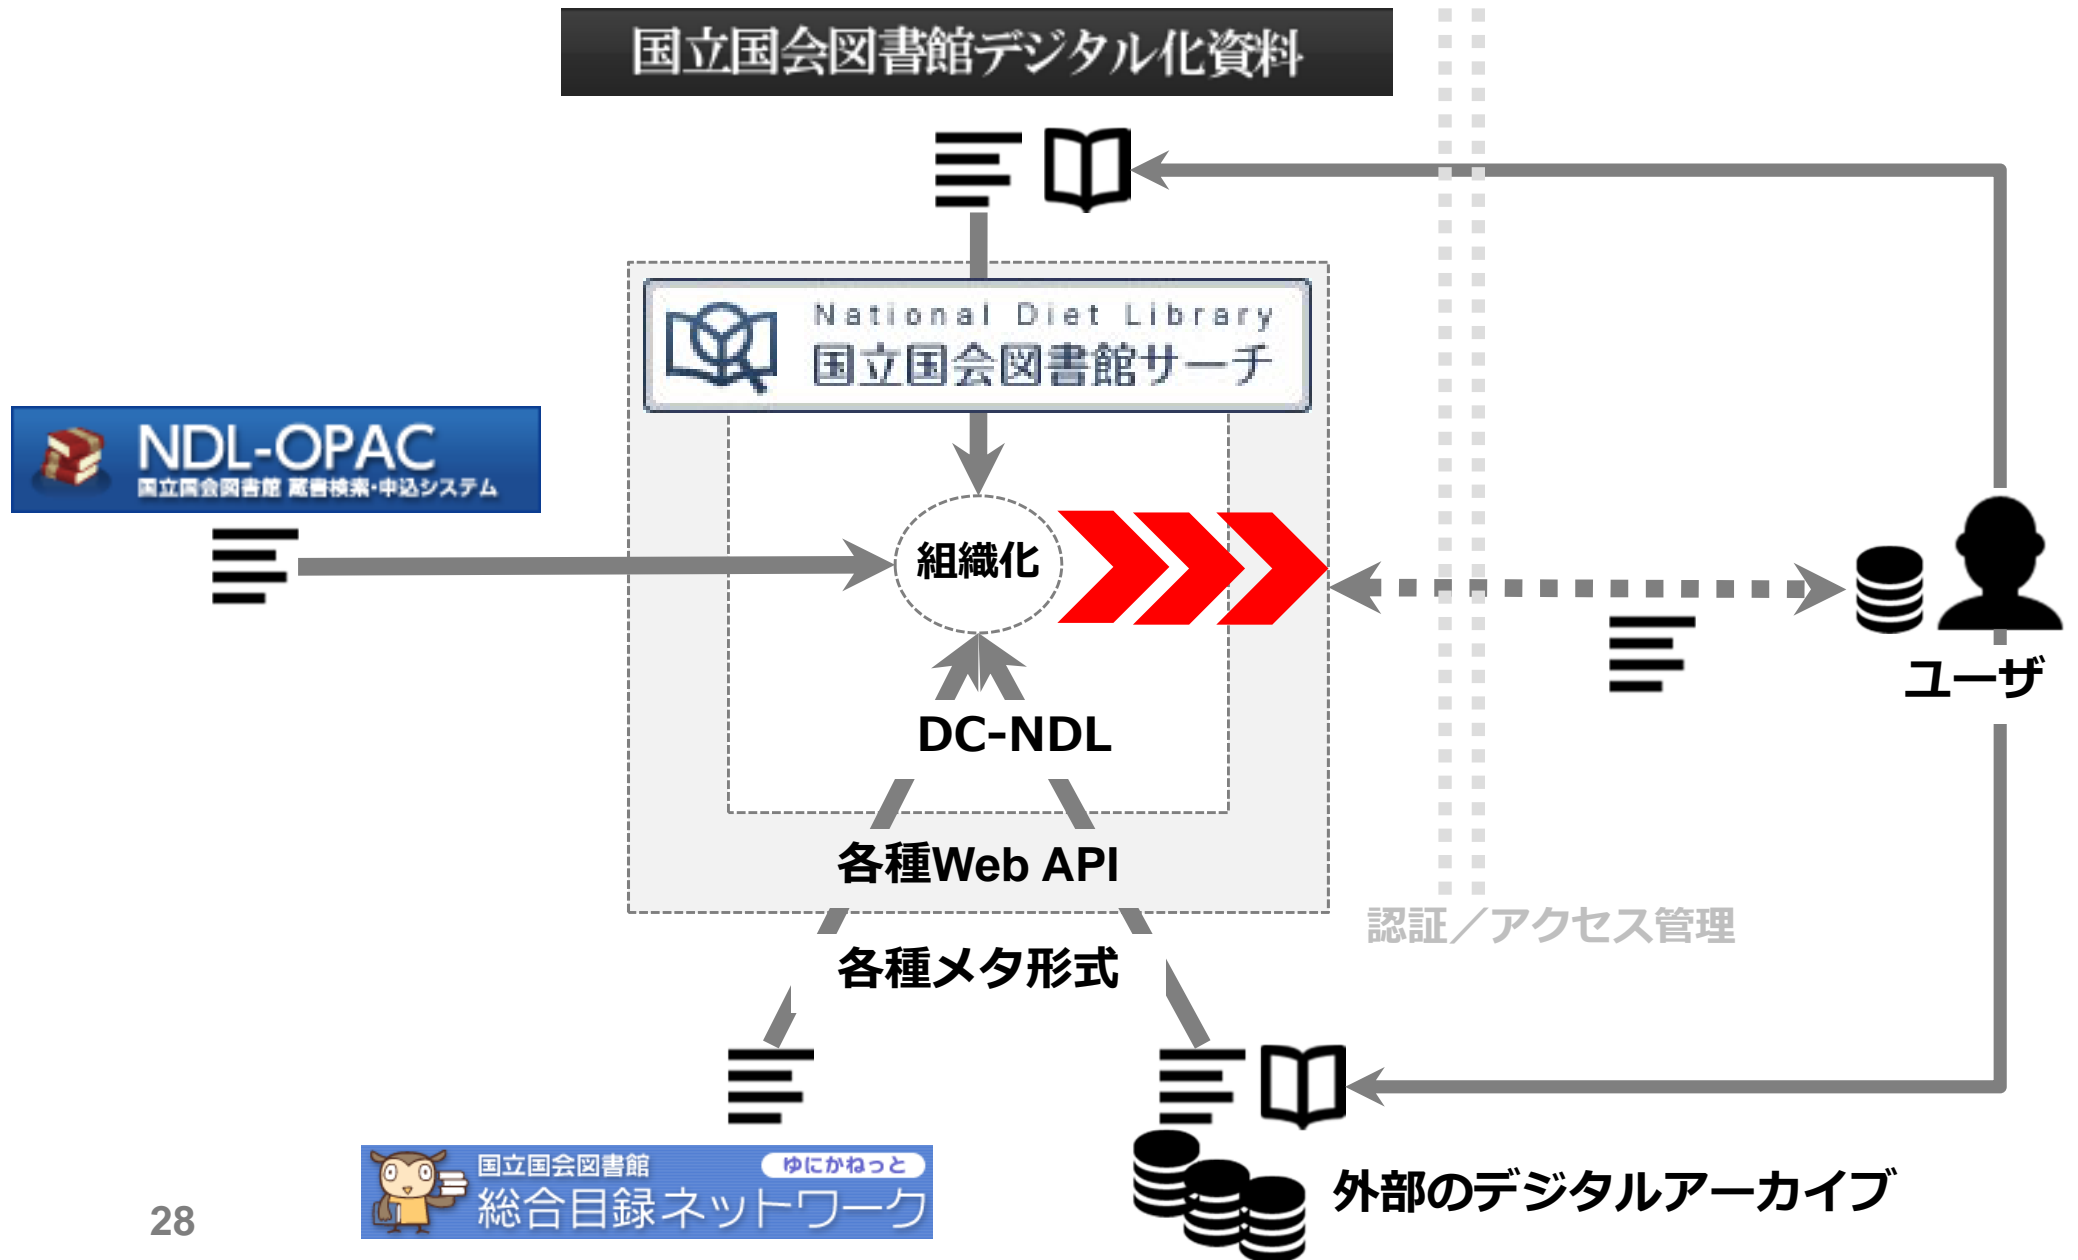 国立国会図書館デジタル化資料
National Diet Library
国立国会図書館サーチ
NDL-OPAC
国立国会図書館 蔵書検索・申込システム
組織化
ユーザ
DC-NDL
各種Web API
認証／アクセス管理
各種メタ形式
国立国会図書館
ゆにかねっと
総合目録ネットワーク
外部のデジタルアーカイブ
28